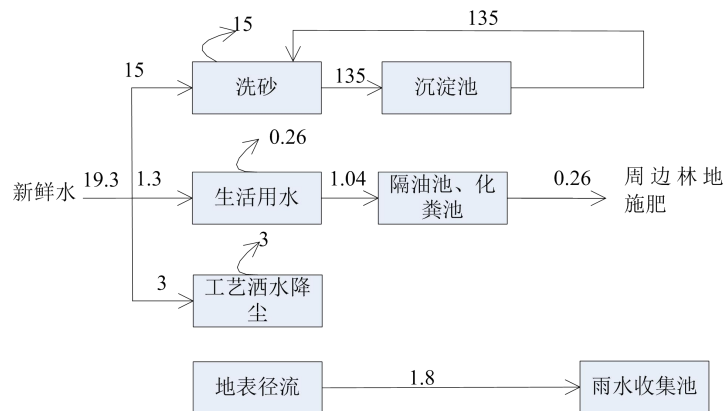 15
135
15
洗砂
135
沉淀池
0.26
新鲜水
19.3
1.3
生活用水
1.04
隔油池、化
粪池
0.26
周边林地
施肥
3
3
工艺洒水降
尘
地表径流
1.8
雨水收集池